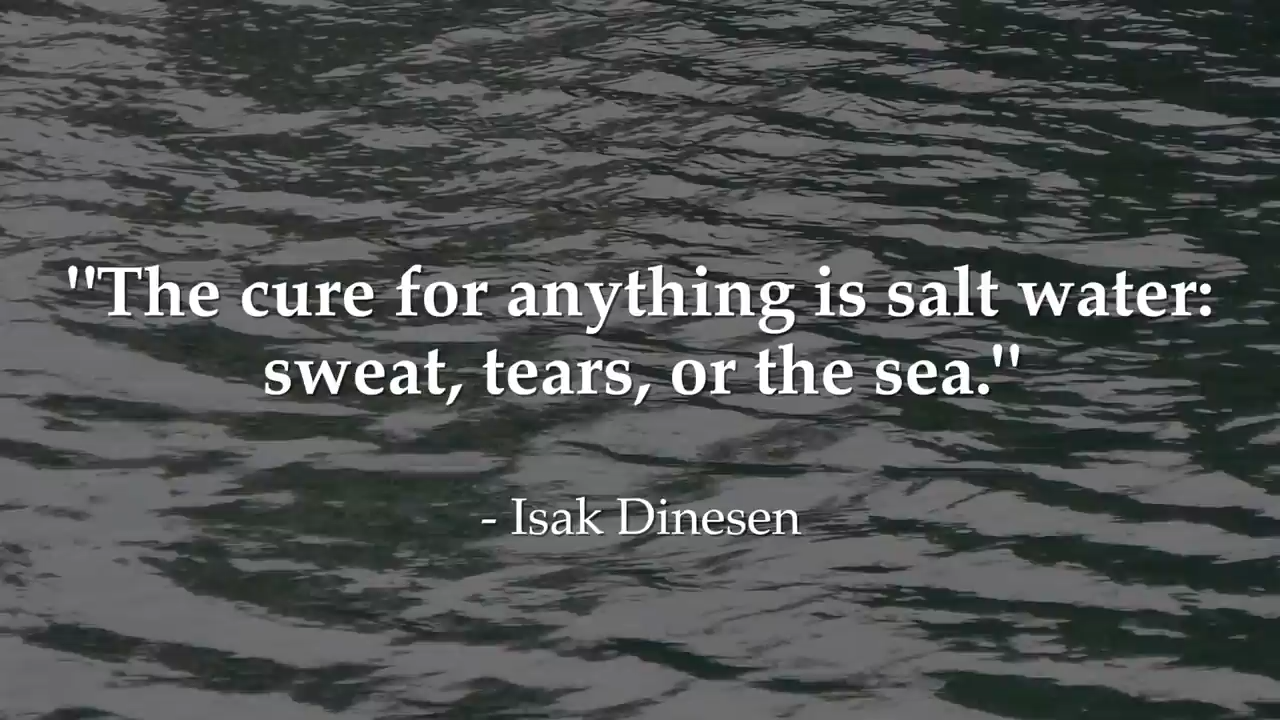 "The cure for anything is salt water:
sweat, tears, or the sea."
- Isak Dinesen